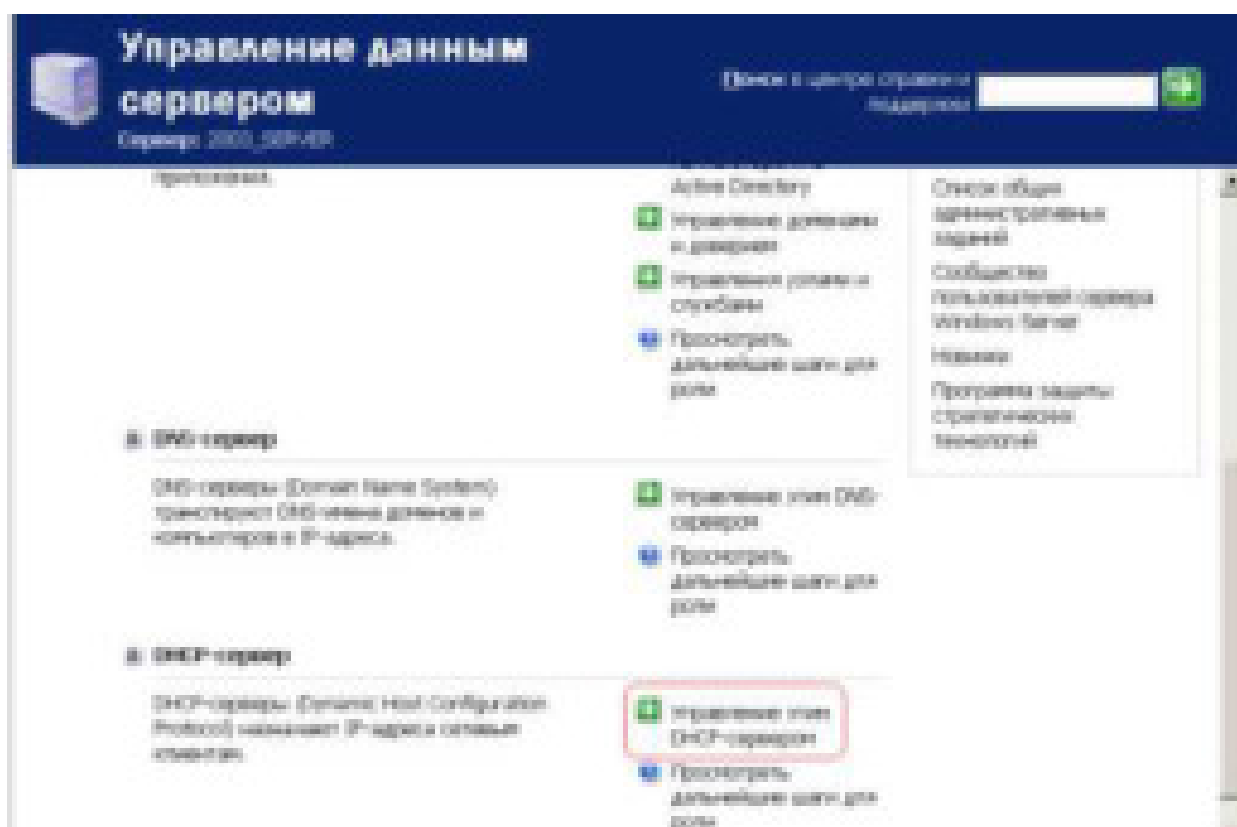 Управление данным
сервером
Сервер: 2003_SERVER
Поиск в центре справки и
поддержки
приложения.
Active Directory
Управление доменами
и доверием
Управление узлами и
службами
Просмотреть
дальнейшие шаги для
роли
Список общих
административных
заданий
Сообщество
пользователей сервера
Windows Server
Новинки
Программа защиты
стратегических
технологий
DNS-сервер
DNS-серверы (Domain Name System)
транслируют DNS-имена доменов и
компьютеров в IP-адреса.
Управление этим DNS-
сервером
Просмотреть
дальнейшие шаги для
роли
DHCP-сервер
DHCP-серверы (Dynamic Host Configuration
Protocol) назначают IP-адреса сетевым
клиентам.
Управление этим
DHCP-сервером
Просмотреть
дальнейшие шаги для
роли